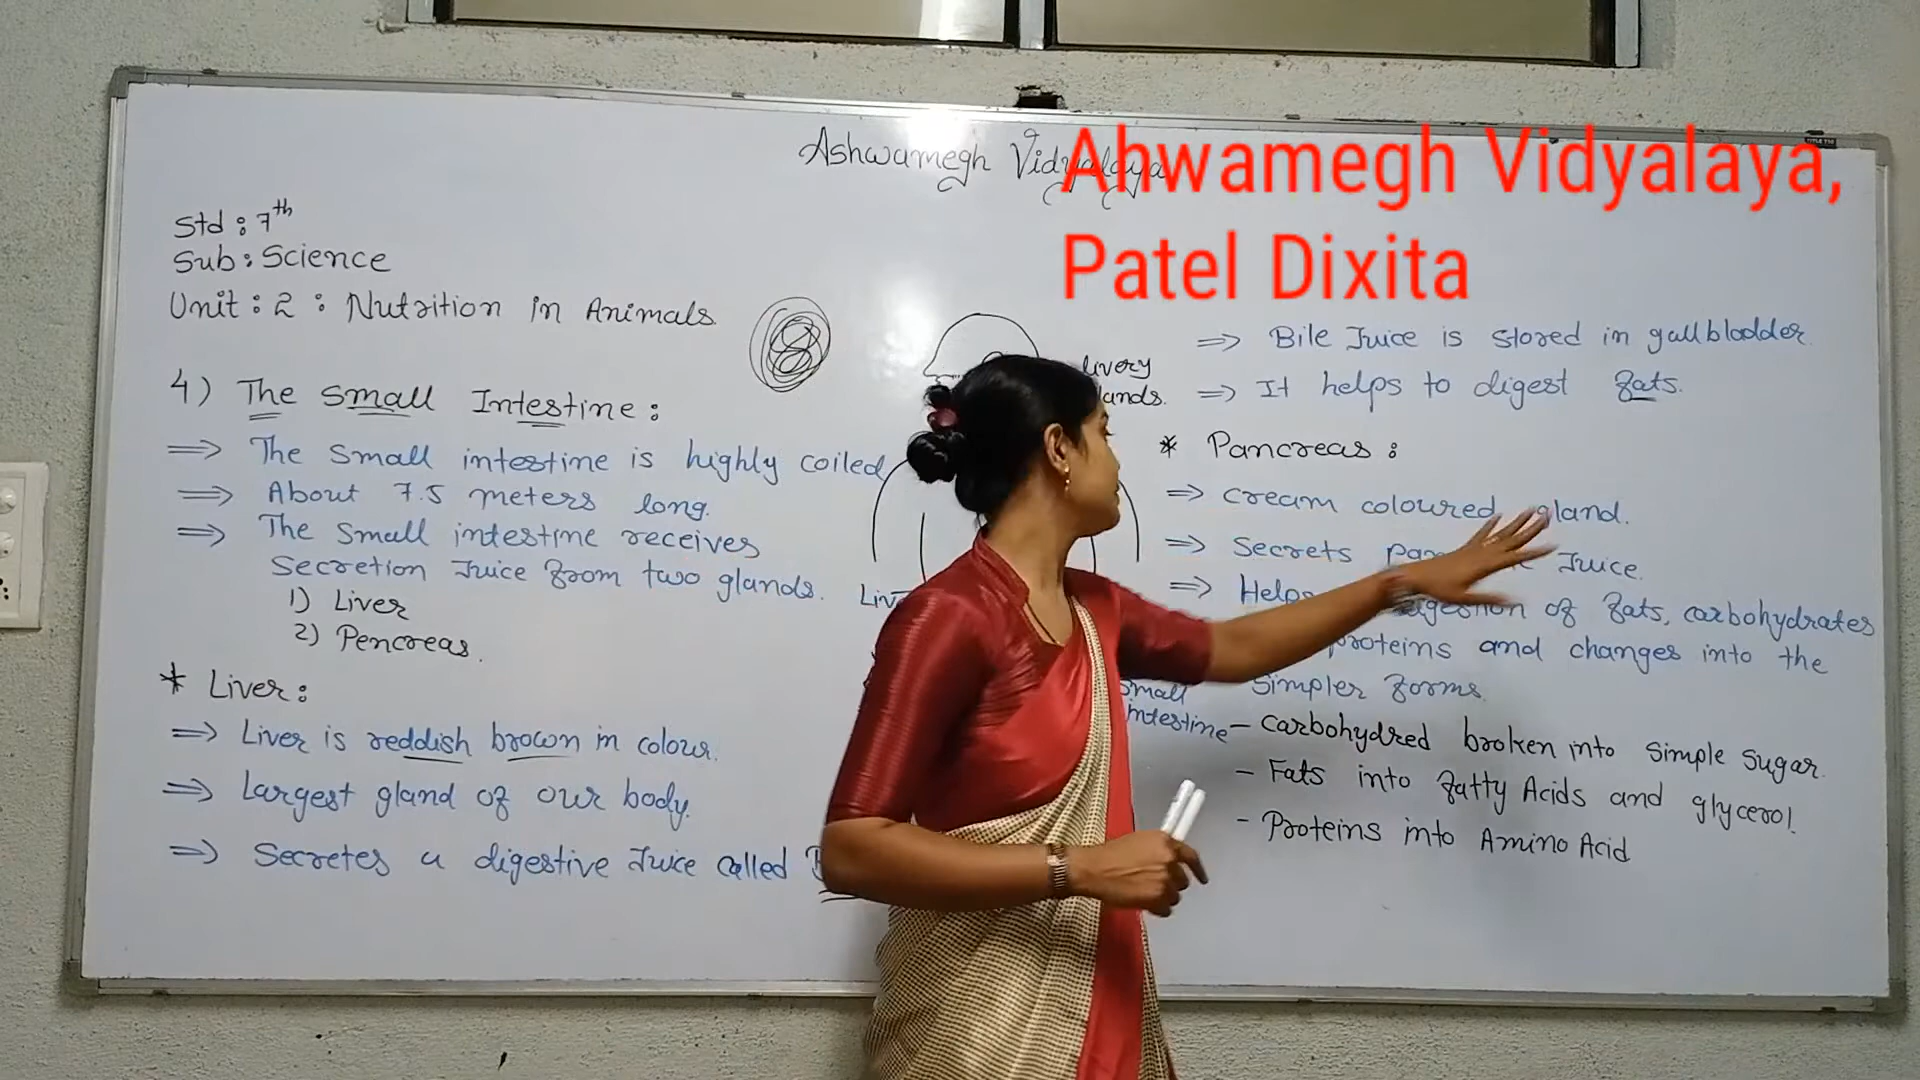 Ashwamegh Vidyalaya
Ahwamegh Vidyalaya,
Patel Dixita
Std : 7th
Sub : Science
Unit : 2 : Nutrition in Animals
4) The Small Intestine :
⇒ The small intestine is highly coiled
⇒ About 7.5 meters long.
⇒ The small intestine receives
Secretion Juice from two glands.
1) Liver
2) Pencreas.
* Liver :
⇒ Liver is reddish brown in colour.
⇒ Largest gland of our body.
⇒ Secretes a digestive Juice called
livery
lands.
Small
intestine
⇒ Bile Juice is stored in gallbladder.
⇒ It helps to digest fats.
* Pancreas :
⇒ cream coloured gland.
⇒ Secrets Juice.
⇒ Helps digestion of fats, carbohydrates
proteins and changes into the
Simpler forms.
- carbohydred broken into simple sugar.
- Fats into fatty Acids and glycerol.
- Proteins into Amino Acid